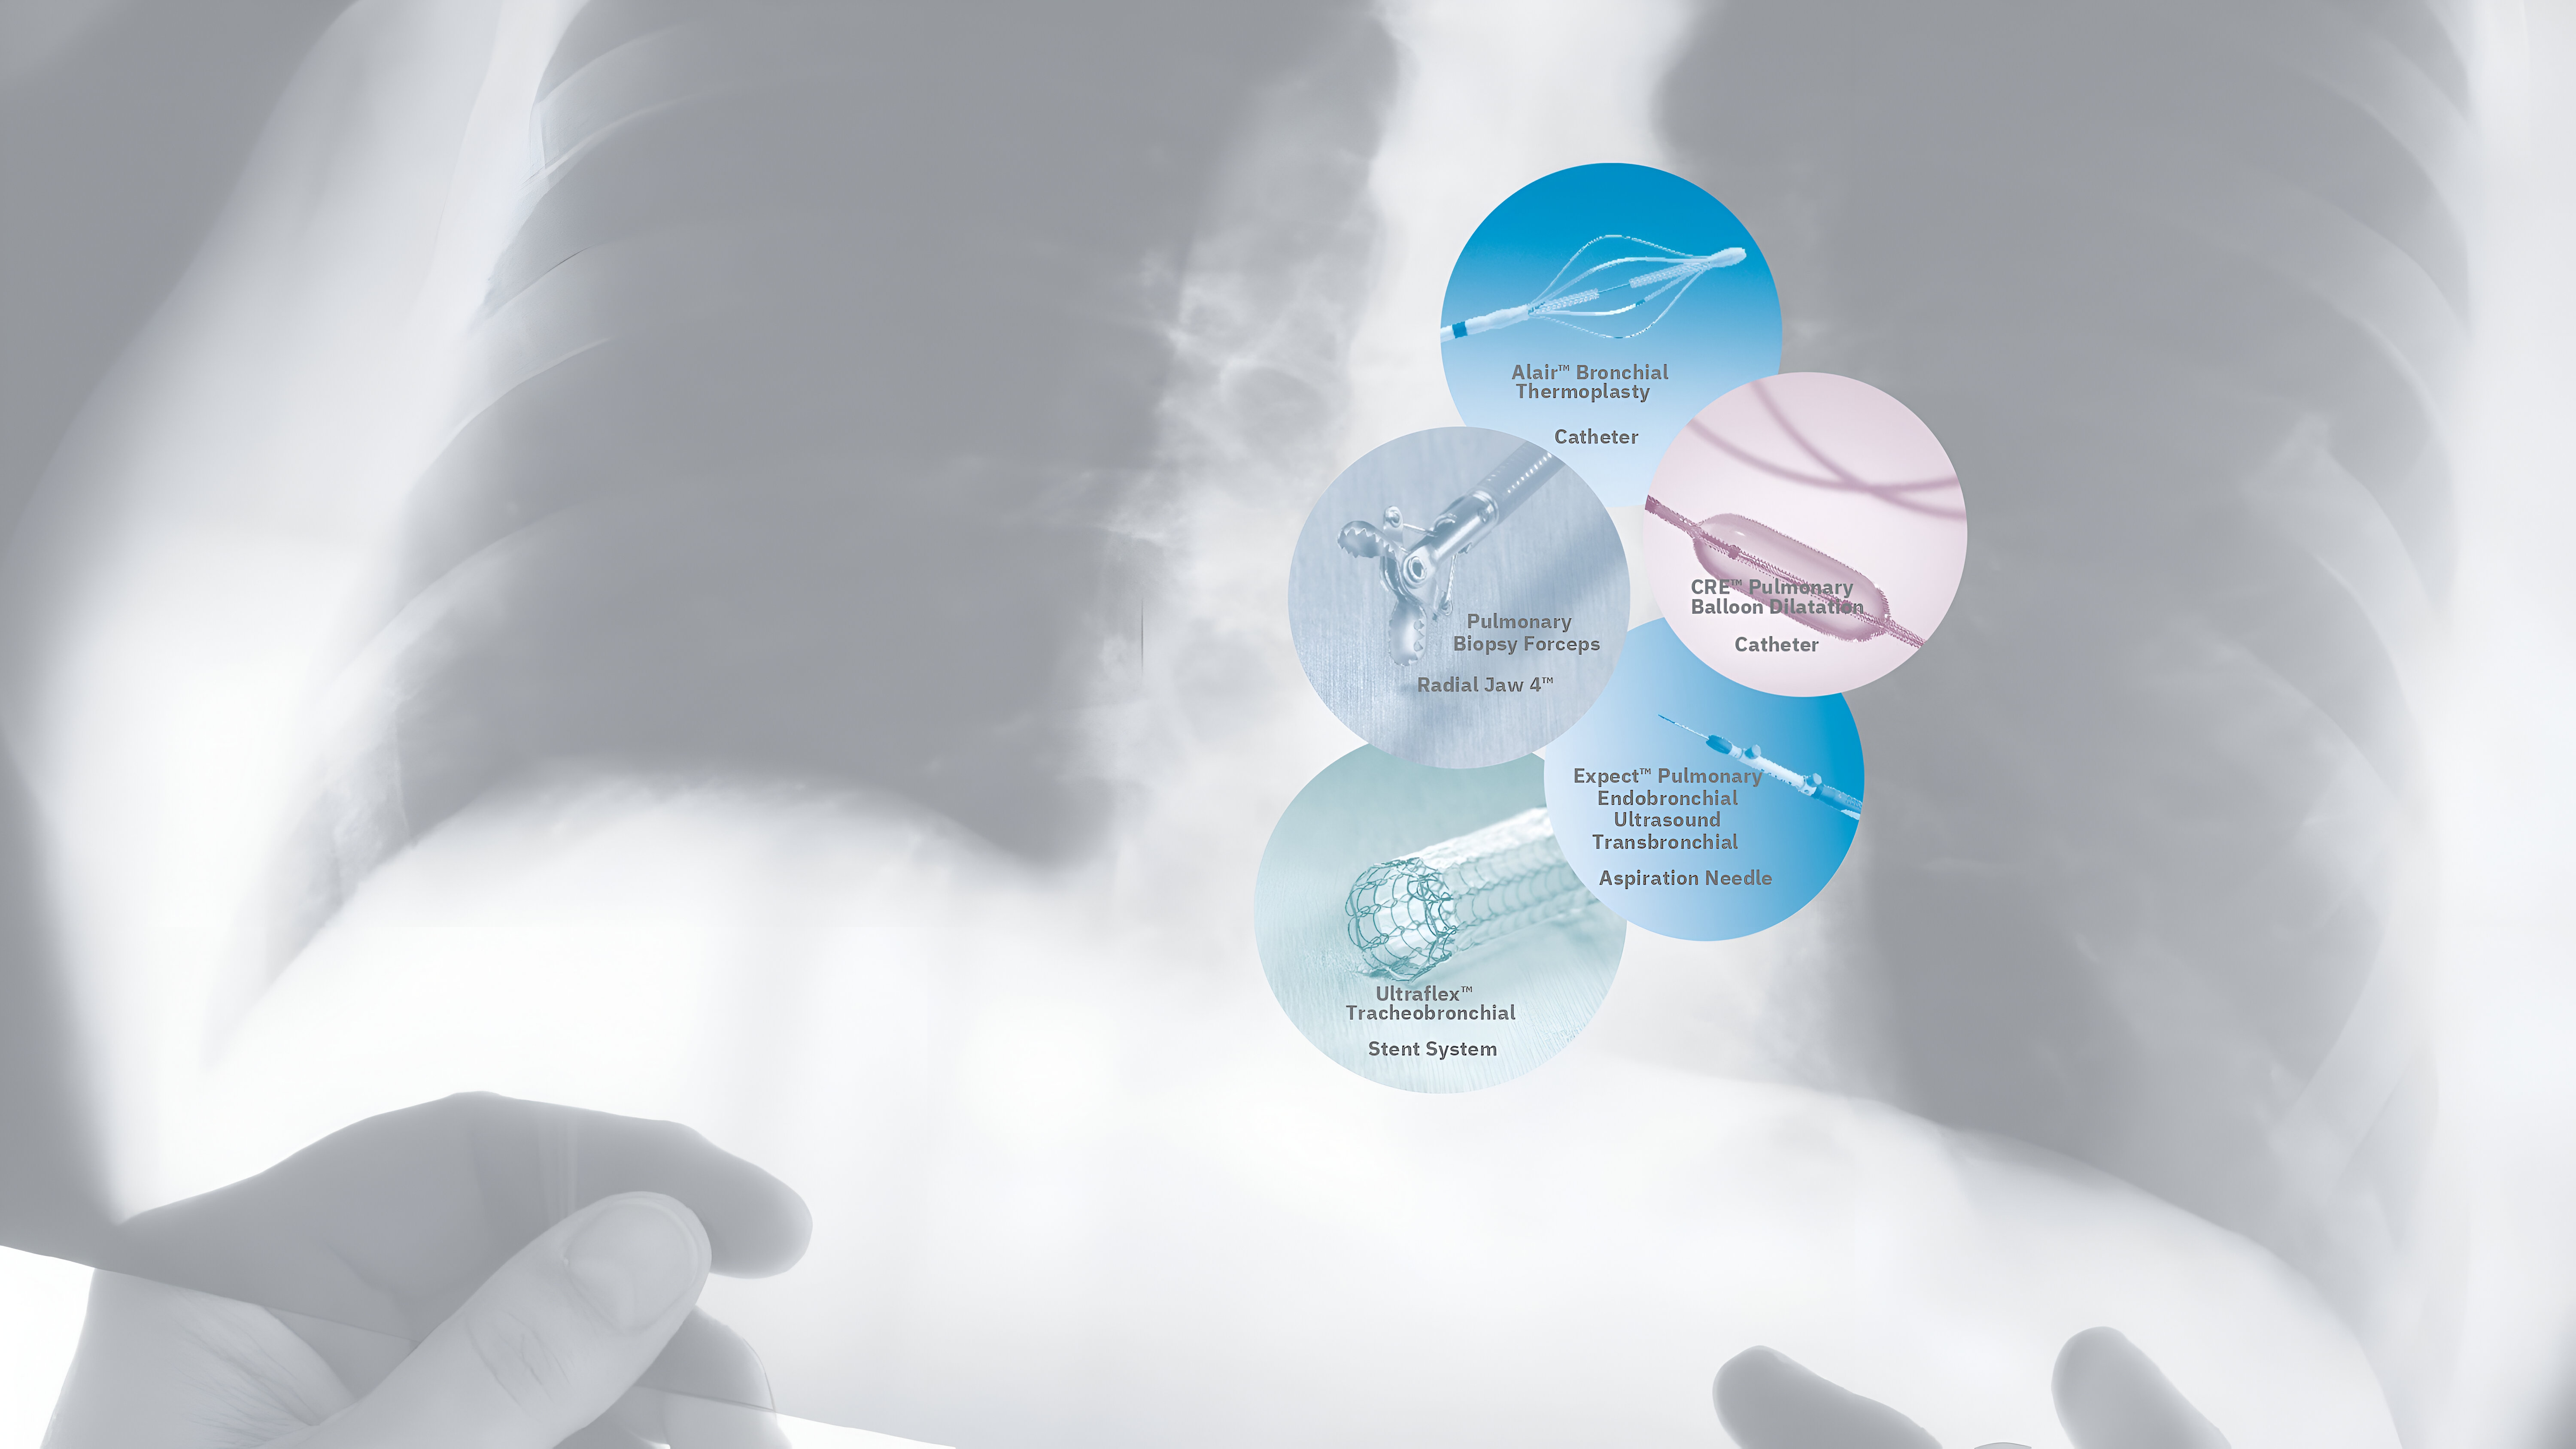 Alair™ Bronchial
Thermoplasty
Catheter
CRE™ Pulmonary
Balloon Dilatation
Catheter
Pulmonary
Biopsy Forceps
Radial Jaw 4™
Expect™ Pulmonary
Endobronchial
Ultrasound
Transbronchial
Aspiration Needle
Ultraflex™
Tracheobronchial
Stent System